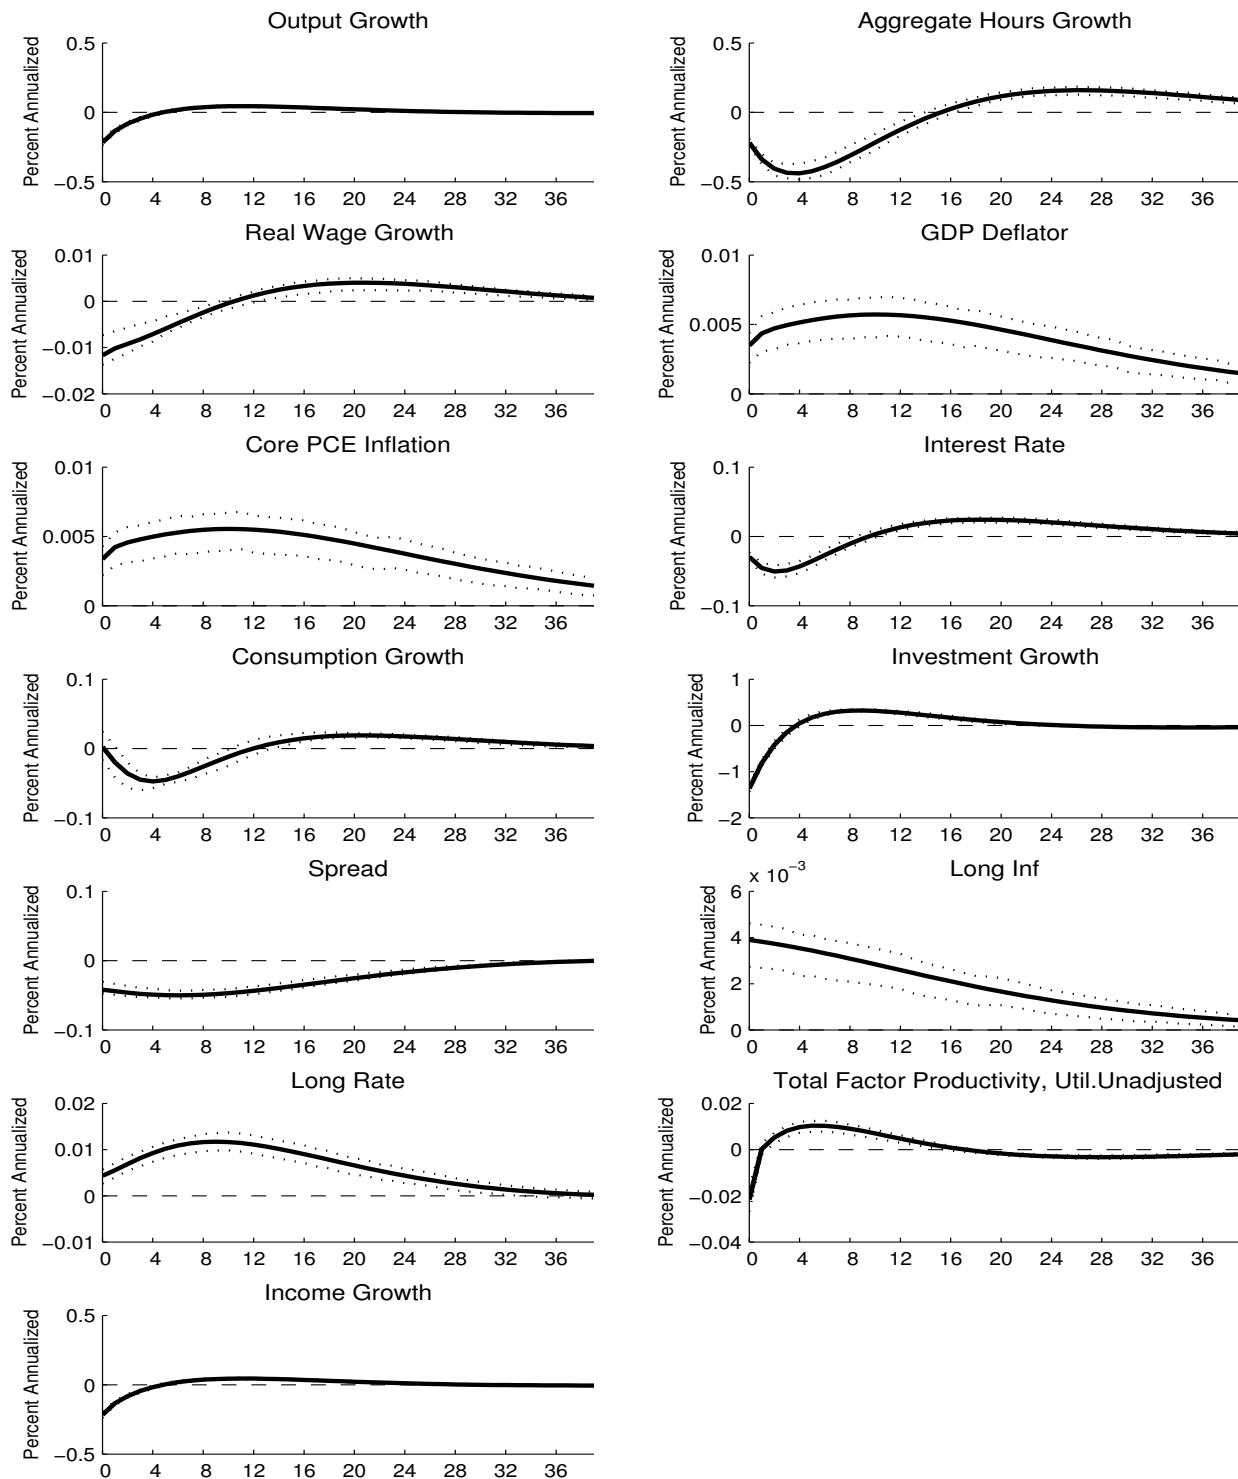 Output Growth
Percent Annualized
0.5
0
−0.5
0 4 8 12 16 20 24 28 32 36
Aggregate Hours Growth
Percent Annualized
0.5
0
−0.5
0 4 8 12 16 20 24 28 32 36
Real Wage Growth
Percent Annualized
0.01
0
−0.01
−0.02
0 4 8 12 16 20 24 28 32 36
GDP Deflator
Percent Annualized
0.01
0.005
0
0 4 8 12 16 20 24 28 32 36
Core PCE Inflation
Percent Annualized
0.01
0.005
0
0 4 8 12 16 20 24 28 32 36
Interest Rate
Percent Annualized
0.1
0
−0.1
0 4 8 12 16 20 24 28 32 36
Consumption Growth
Percent Annualized
0.1
0
−0.1
0 4 8 12 16 20 24 28 32 36
Investment Growth
Percent Annualized
1
0
−1
−2
0 4 8 12 16 20 24 28 32 36
Spread
Percent Annualized
0.1
0
−0.1
0 4 8 12 16 20 24 28 32 36
Long Inf
x 10−3
Percent Annualized
6
4
2
0
0 4 8 12 16 20 24 28 32 36
Long Rate
Percent Annualized
0.02
0.01
0
−0.01
0 4 8 12 16 20 24 28 32 36
Total Factor Productivity, Util.Unadjusted
Percent Annualized
0.02
0
−0.02
−0.04
0 4 8 12 16 20 24 28 32 36
Income Growth
Percent Annualized
0.5
0
−0.5
0 4 8 12 16 20 24 28 32 36